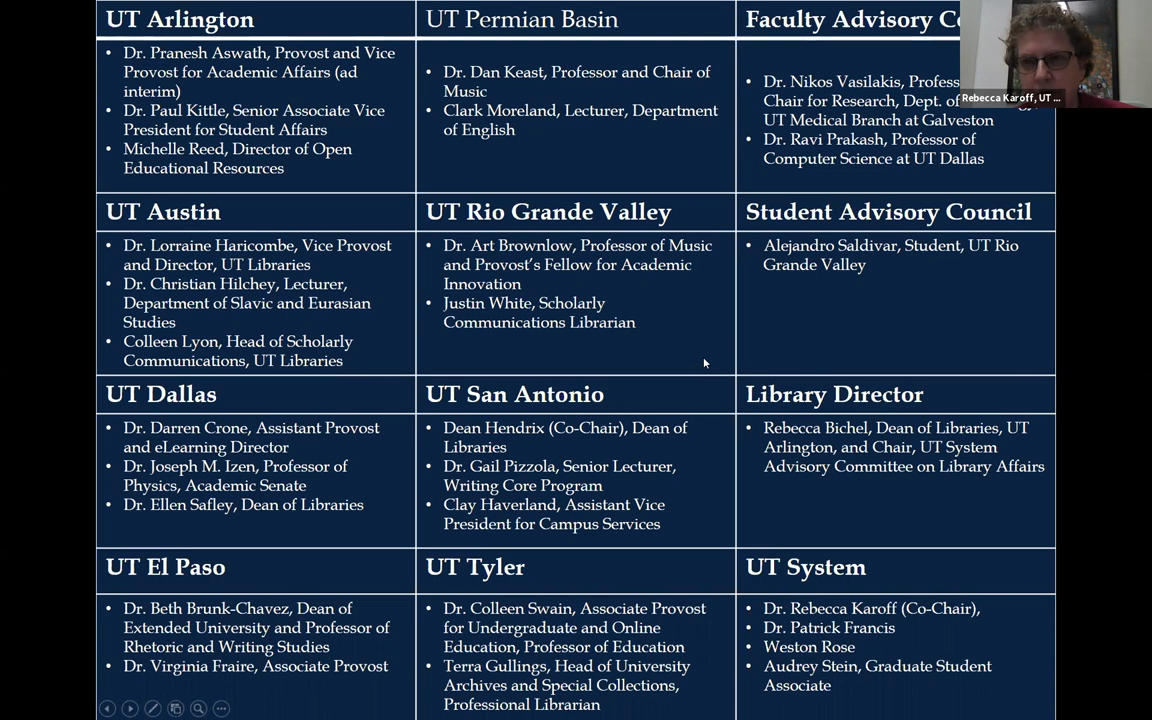 UT Arlington
• Dr. Pranesh Aswath, Provost and Vice
Provost for Academic Affairs (ad
interim)
• Dr. Paul Kittle, Senior Associate Vice
President for Student Affairs
• Michelle Reed, Director of Open
Educational Resources
UT Permian Basin
• Dr. Dan Keast, Professor and Chair of
Music
• Clark Moreland, Lecturer, Department
of English
Faculty Advisory
• Dr. Nikos Vasilakis,
Chair for Research, Dept. of
UT Medical Branch at Galveston
• Dr. Ravi Prakash, Professor of
Computer Science at UT Dallas
Rebecca Karoff, UT ...
UT Austin
• Dr. Lorraine Haricombe, Vice Provost
and Director, UT Libraries
• Dr. Christian Hilchey, Lecturer,
Department of Slavic and Eurasian
Studies
• Colleen Lyon, Head of Scholarly
Communications, UT Libraries
UT Rio Grande Valley
• Dr. Art Brownlow, Professor of Music
and Provost’s Fellow for Academic
Innovation
• Justin White, Scholarly
Communications Librarian
Student Advisory Council
• Alejandro Saldivar, Student, UT Rio
Grande Valley
UT Dallas
• Dr. Darren Crone, Assistant Provost
and eLearning Director
• Dr. Joseph M. Izen, Professor of
Physics, Academic Senate
• Dr. Ellen Safley, Dean of Libraries
UT San Antonio
• Dean Hendrix (Co-Chair), Dean of
Libraries
• Dr. Gail Pizzola, Senior Lecturer,
Writing Core Program
• Clay Haverland, Assistant Vice
President for Campus Services
Library Director
• Rebecca Bichel, Dean of Libraries, UT
Arlington, and Chair, UT System
Advisory Committee on Library Affairs
UT El Paso
• Dr. Beth Brunk-Chavez, Dean of
Extended University and Professor of
Rhetoric and Writing Studies
• Dr. Virginia Fraire, Associate Provost
UT Tyler
• Dr. Colleen Swain, Associate Provost
for Undergraduate and Online
Education, Professor of Education
• Terra Gullings, Head of University
Archives and Special Collections,
Professional Librarian
UT System
• Dr. Rebecca Karoff (Co-Chair),
• Dr. Patrick Francis
• Weston Rose
• Audrey Stein, Graduate Student
Associate